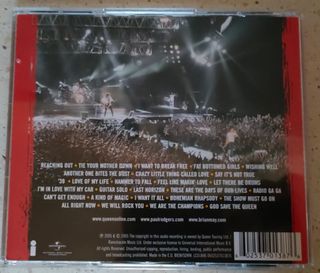 REACHING OUT • TIE YOUR MOTHER DOWN • I WANT TO BREAK FREE • FAT BOTTOMED GIRLS • WISHING WELL
ANOTHER ONE BITES THE DUST • CRAZY LITTLE THING CALLED LOVE • SAY IT'S NOT TRUE
'39 • LOVE OF MY LIFE • HAMMER TO FALL • FEEL LIKE MAKIN' LOVE • LET THERE BE DRUMS
I'M IN LOVE WITH MY CAR • GUITAR SOLO • LAST HORIZON • THESE ARE THE DAYS OF OUR LIVES • RADIO GA GA
CAN'T GET ENOUGH • A KIND OF MAGIC • I WANT IT ALL • BOHEMIAN RHAPSODY • THE SHOW MUST GO ON
ALL RIGHT NOW • WE WILL ROCK YOU • WE ARE THE CHAMPIONS • GOD SAVE THE QUEEN
www.queenonline.com www.paulrodgers.com www.brianmay.com
UNIVERSAL